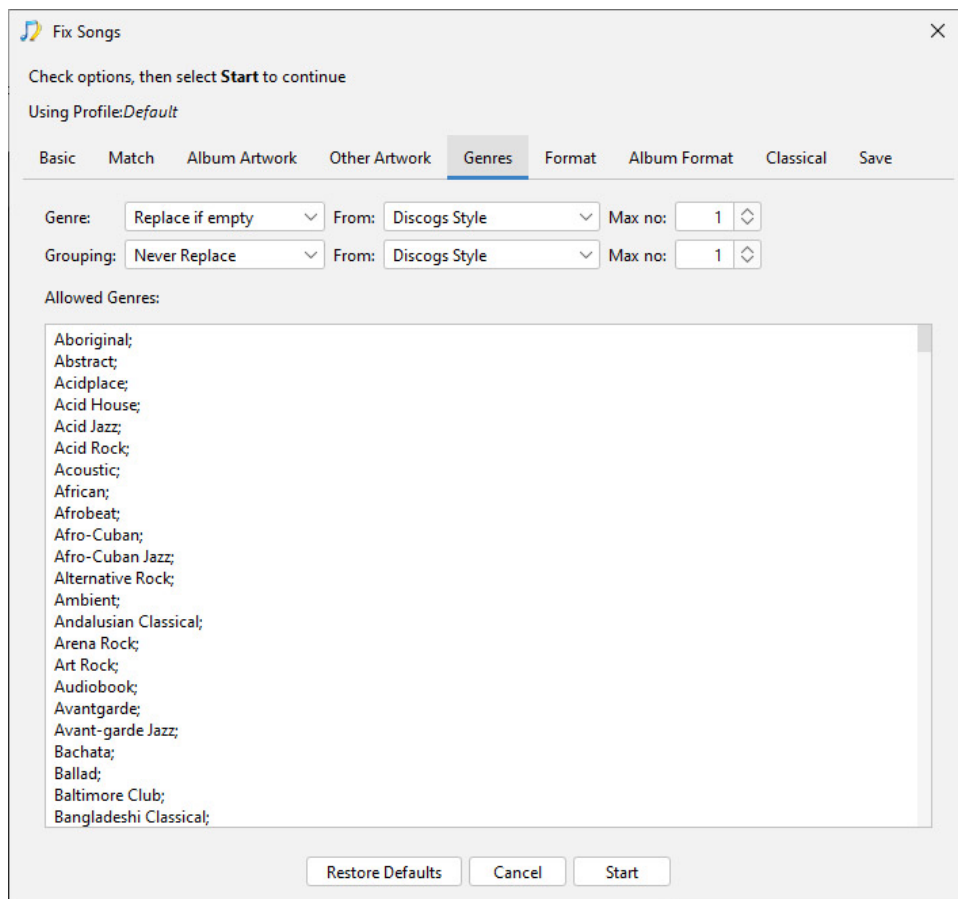 Fix Songs
Check options, then select Start to continue
Using Profile:Default
Basic Match Album Artwork Other Artwork Genres Format Album Format Classical Save
Genre: Replace if empty From: Discogs Style Max no: 1
Grouping: Never Replace From: Discogs Style Max no: 1
Allowed Genres:
Aboriginal;
Abstract;
Acidplace;
Acid House;
Acid Jazz;
Acid Rock;
Acoustic;
African;
Afrobeat;
Afro-Cuban;
Afro-Cuban Jazz;
Alternative Rock;
Ambient;
Andalusian Classical;
Arena Rock;
Art Rock;
Audiobook;
Avantgarde;
Avant-garde Jazz;
Bachata;
Ballad;
Baltimore Club;
Bangladeshi Classical;
Restore Defaults Cancel Start